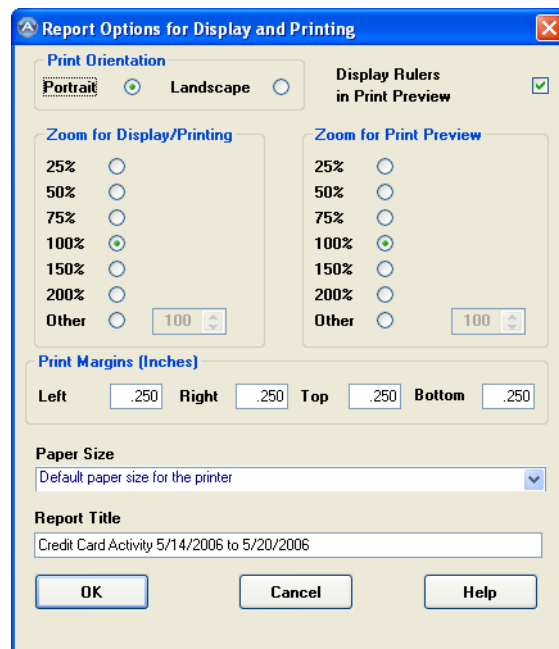 Report Options for Display and Printing
Print Orientation
Portrait Landscape
Display Rulers
in Print Preview
Zoom for Display/Printing
25%
50%
75%
100%
150%
200%
Other 100
Zoom for Print Preview
25%
50%
75%
100%
150%
200%
Other 100
Print Margins (Inches)
Left .250 Right .250 Top .250 Bottom .250
Paper Size
Default paper size for the printer
Report Title
Credit Card Activity 5/14/2006 to 5/20/2006
OK Cancel Help